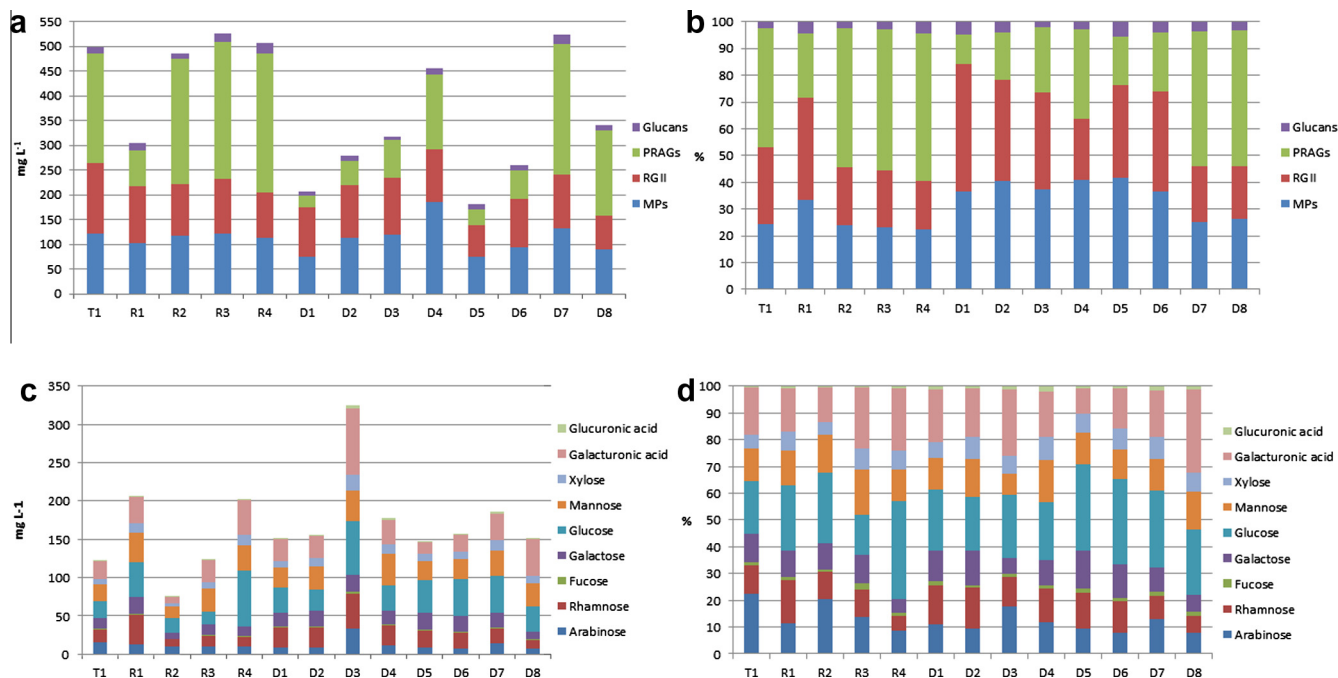 a
mg L-1
550
500
450
400
350
300
250
200
150
100
50
0
T1 R1 R2 R3 R4 D1 D2 D3 D4 D5 D6 D7 D8
Glucans
PRAGs
RGII
MPs
b
%
100
90
80
70
60
50
40
30
20
10
0
T1 R1 R2 R3 R4 D1 D2 D3 D4 D5 D6 D7 D8
Glucans
PRAGs
RGII
MPs
c
mg L-1
350
300
250
200
150
100
50
0
T1 R1 R2 R3 R4 D1 D2 D3 D4 D5 D6 D7 D8
Glucuronic acid
Galacturonic acid
Xylose
Mannose
Glucose
Galactose
Fucose
Rhamnose
Arabinose
d
%
100
90
80
70
60
50
40
30
20
10
0
T1 R1 R2 R3 R4 D1 D2 D3 D4 D5 D6 D7 D8
Glucuronic acid
Galacturonic acid
Xylose
Mannose
Glucose
Galactose
Fucose
Rhamnose
Arabinose